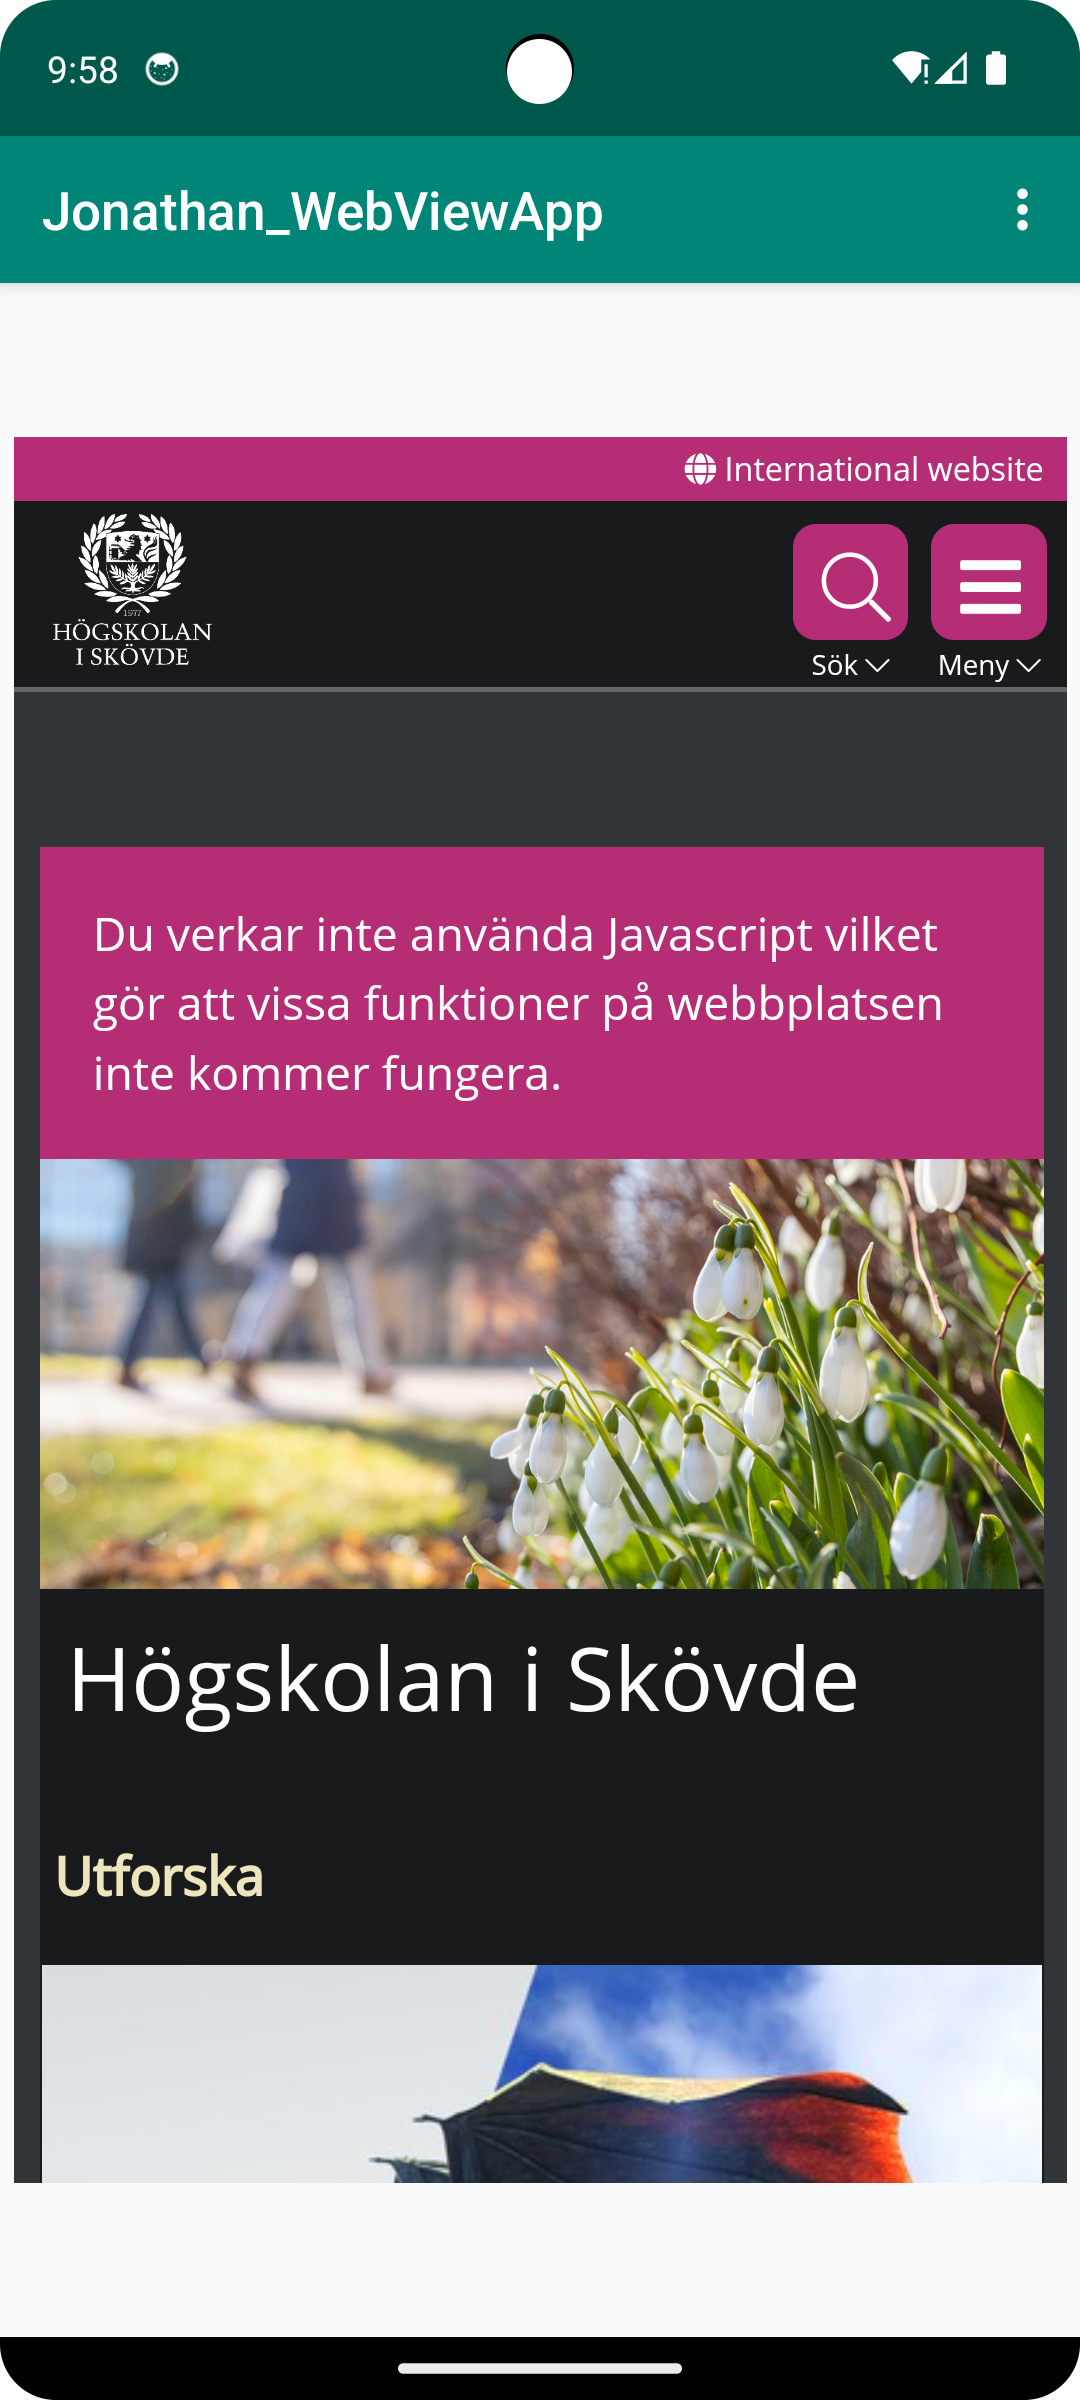 9:58
Jonathan_WebViewApp
International website
1977
HÖGSKOLAN
I SKÖVDE
Sök
Meny
Du verkar inte använda Javascript vilket
gör att vissa funktioner på webbplatsen
inte kommer fungera.
Högskolan i Skövde
Utforska